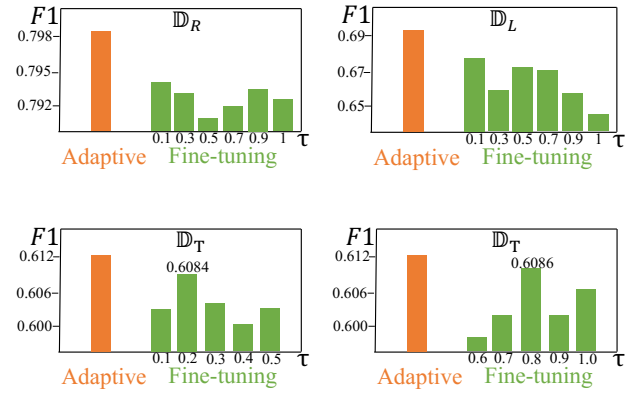 F1 𝔻R
0.798
0.795
0.792
0.1 0.3 0.5 0.7 0.9 1 τ
Adaptive Fine-tuning
F1 𝔻L
0.69
0.67
0.65
0.1 0.3 0.5 0.7 0.9 1 τ
Adaptive Fine-tuning
F1 𝔻T
0.612
0.6084
0.606
0.600
0.1 0.2 0.3 0.4 0.5 τ
Adaptive Fine-tuning
F1 𝔻T
0.612
0.6086
0.606
0.600
0.6 0.7 0.8 0.9 1.0 τ
Adaptive Fine-tuning